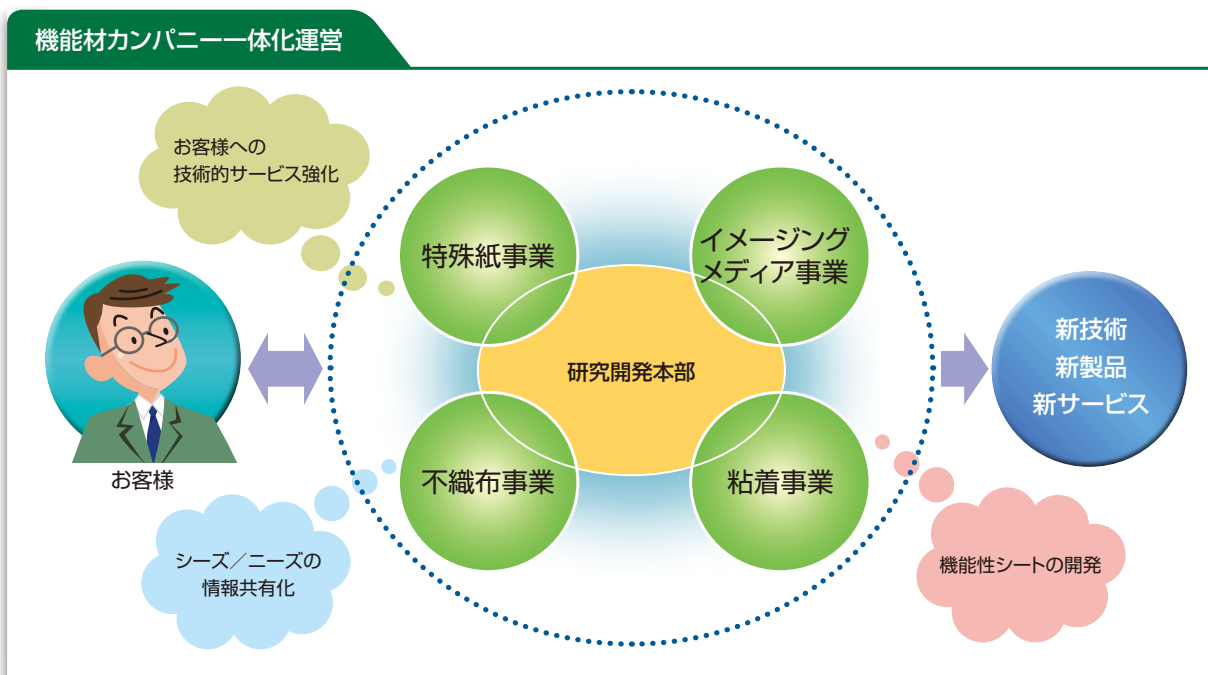 機能材カンパニー一体化運営
お客様への
技術的サービス強化
特殊紙事業
イメージング
メディア事業
研究開発本部
新技術
新製品
新サービス
お客様
不織布事業
粘着事業
シーズ／ニーズの
情報共有化
機能性シートの開発